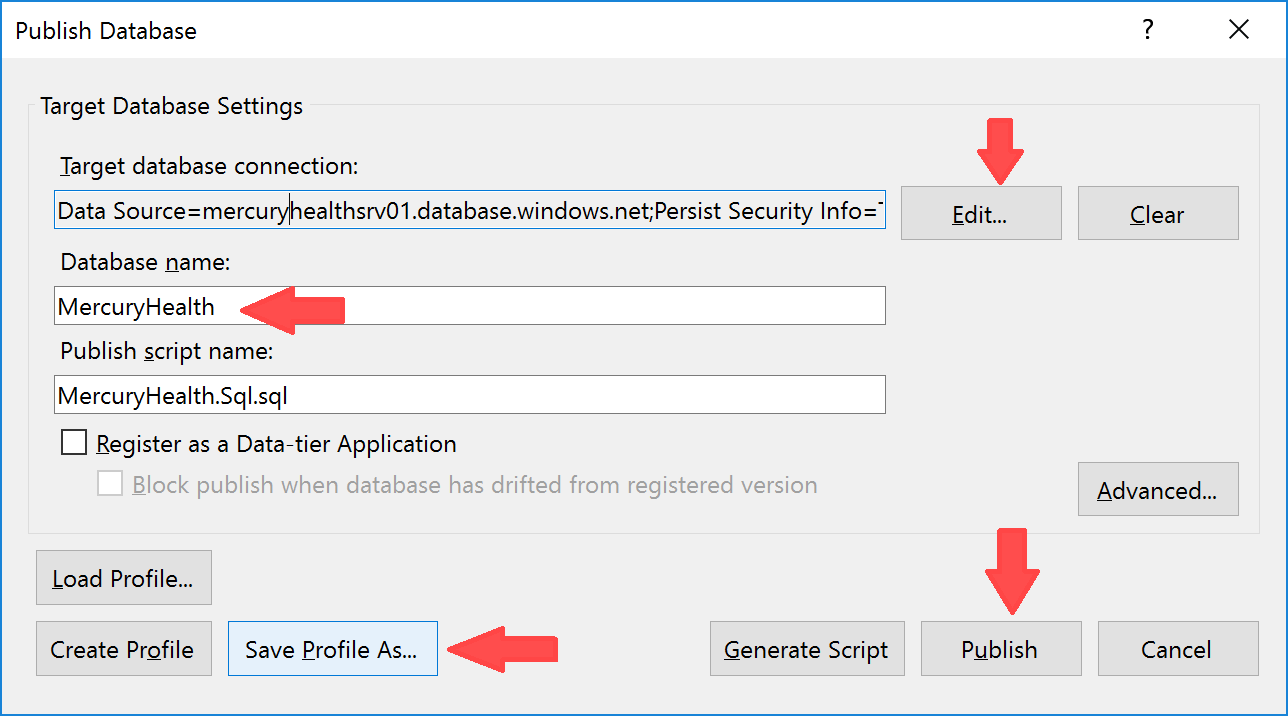 Publish Database
?
Target Database Settings
Target database connection:
Data Source=mercuryhealthsrv01.database.windows.net;Persist Security Info=
Edit...
Clear
Database name:
MercuryHealth
Publish script name:
MercuryHealth.Sql.sql
Register as a Data-tier Application
Block publish when database has drifted from registered version
Advanced...
Load Profile...
Create Profile
Save Profile As...
Generate Script
Publish
Cancel